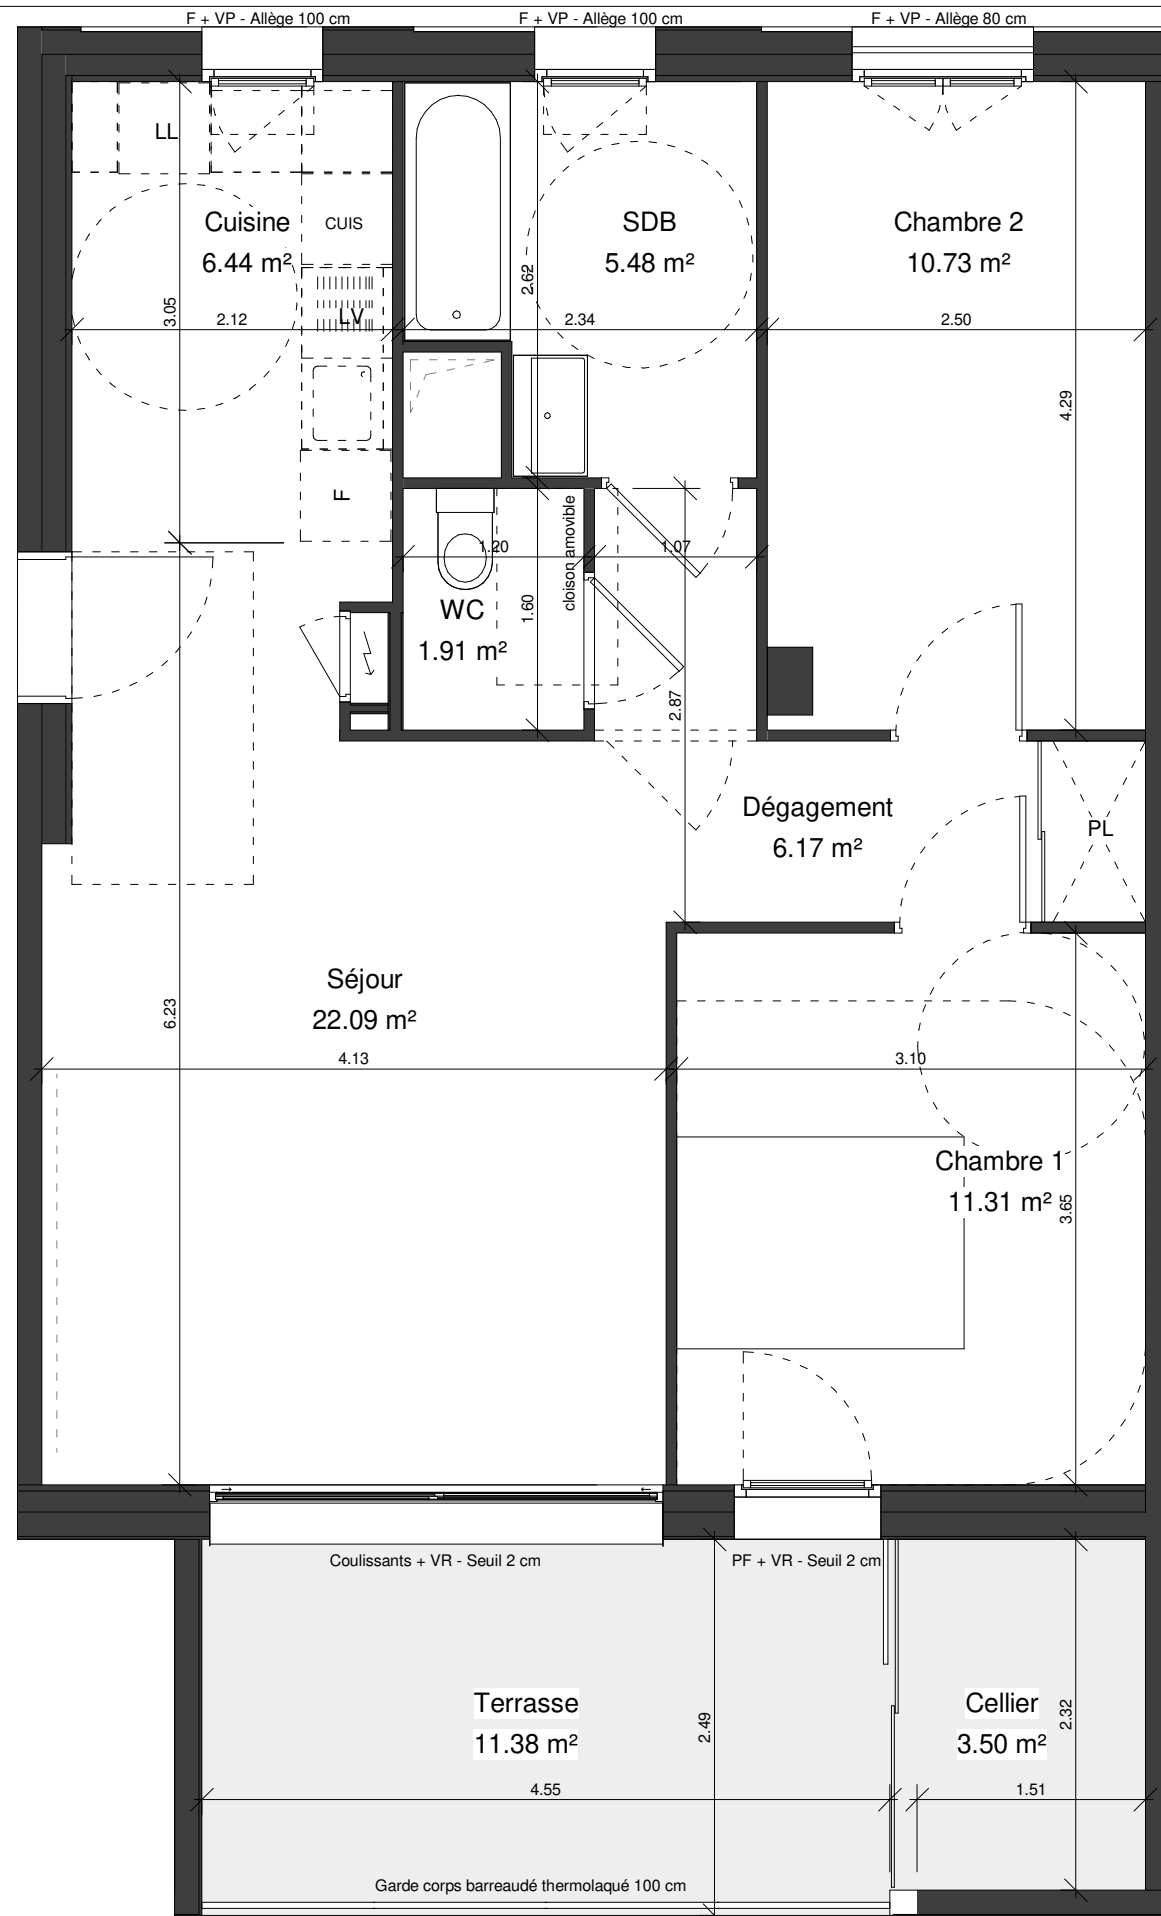 F + VP - Allège 100 cm
F + VP - Allège 100 cm
F + VP - Allège 80 cm
LL
Cuisine
6.44 m²
CUIS
SDB
5.48 m²
Chambre 2
10.73 m²
2.62
3.05
2.12
LV
2.34
2.50
4.29
F
cloison amovible
1.20
1.07
WC
1.91 m²
1.60
2.87
Dégagement
6.17 m²
PL
Séjour
22.09 m²
6.23
4.13
3.10
Chambre 1
11.31 m²
3.65
Coulissants + VR - Seuil 2 cm
PF + VR - Seuil 2 cm
Terrasse
11.38 m²
2.49
Cellier
3.50 m²
2.32
4.55
1.51
Garde corps barreaudé thermolaqué 100 cm